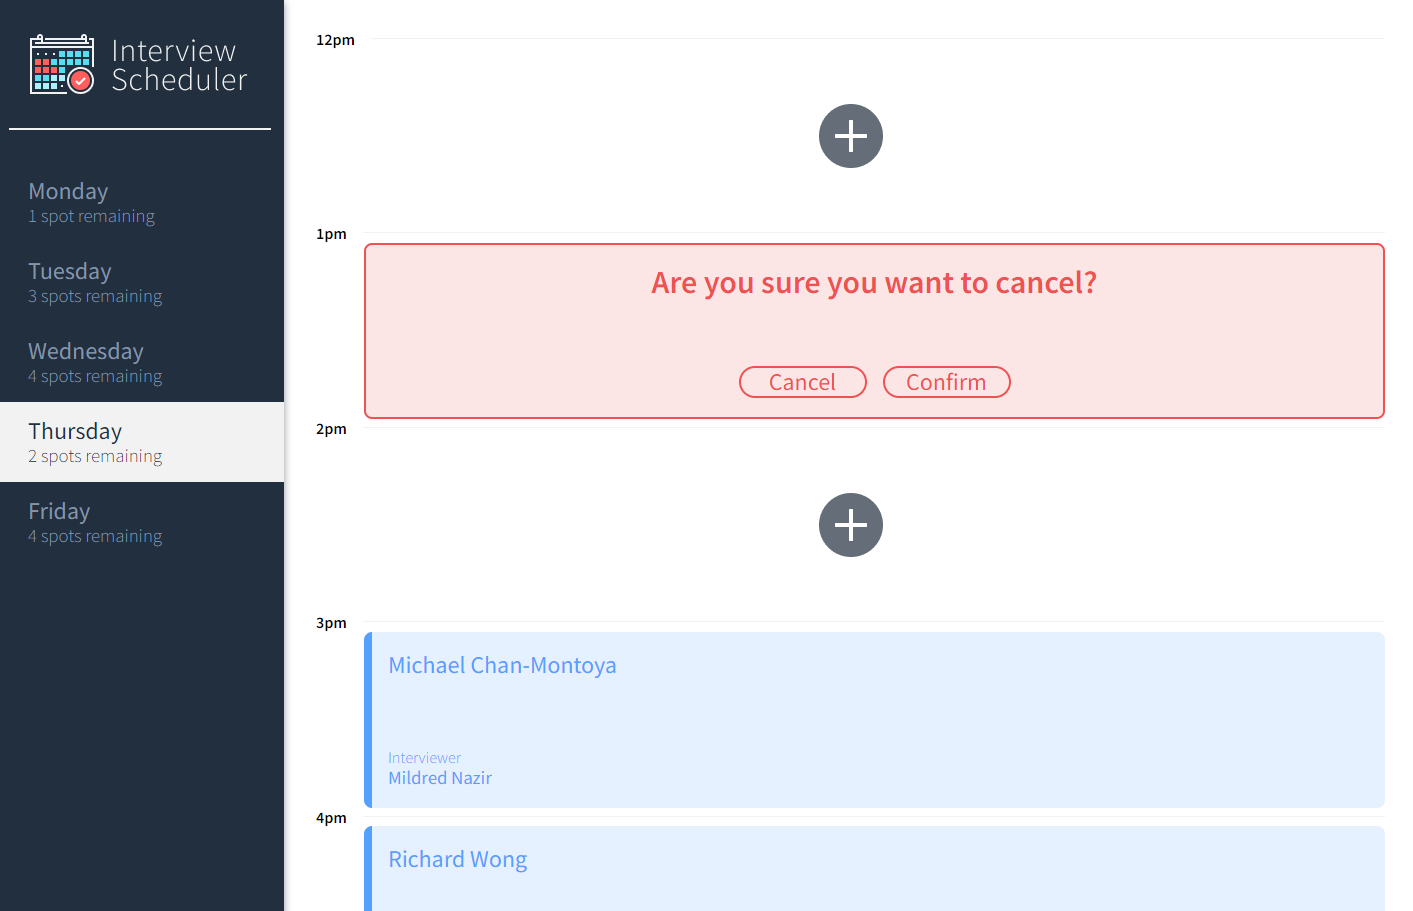 Interview
Scheduler
Monday
1 spot remaining
Tuesday
3 spots remaining
Wednesday
4 spots remaining
Thursday
2 spots remaining
Friday
4 spots remaining
12pm
1pm
Are you sure you want to cancel?
Cancel Confirm
2pm
3pm
Michael Chan-Montoya
Interviewer
Mildred Nazir
4pm
Richard Wong